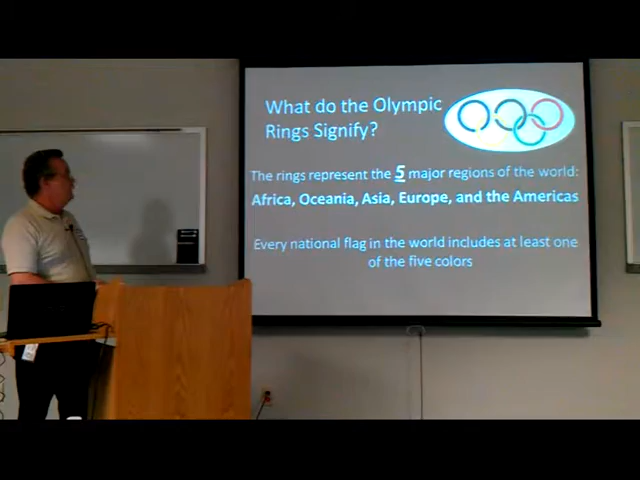 What do the Olympic
Rings Signify?
The rings represent the 5 major regions of the world:
Africa, Oceania, Asia, Europe, and the Americas
Every national flag in the world includes at least one
of the five colors